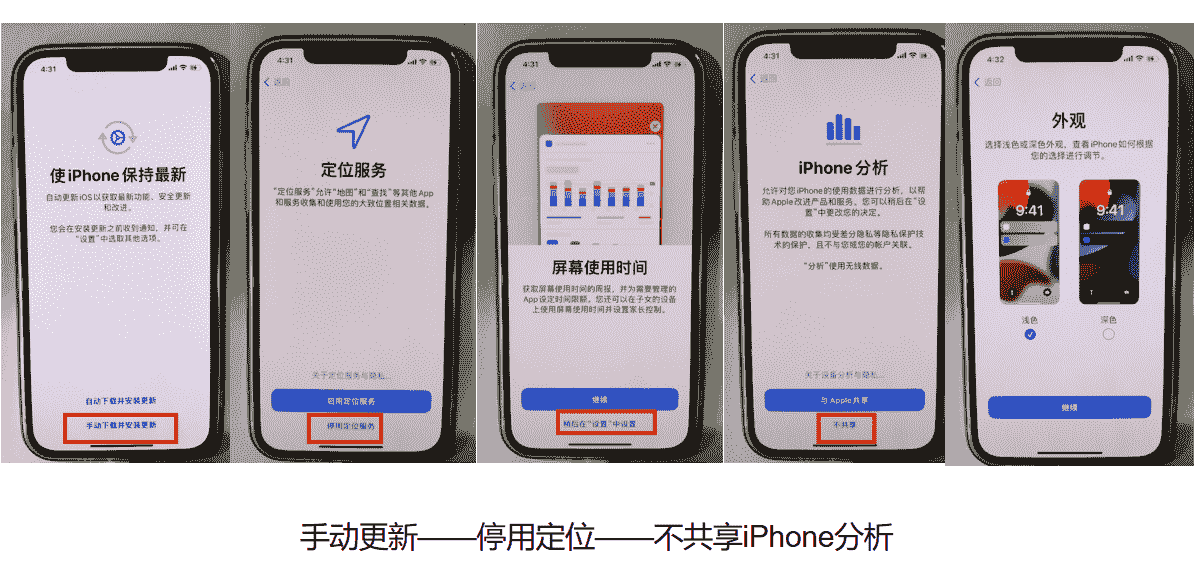 4:31
使iPhone保持最新
自动更新iOS以获取最新功能、安全更新
和改进。
您会在安装更新之前收到通知，并可在
“设置”中选取其他选项。
自动下载并安装更新
手动下载并安装更新
4:31
返回
定位服务
“定位服务”允许“地图”和“查找”等其他App
和服务收集和使用您的大致位置相关数据。
关于定位服务与隐私...
启用定位服务
停用定位服务
4:31
屏幕使用时间
获取屏幕使用时间的周报，并为需要管理的
App设定时间限额。您还可以在子女的设备
上使用屏幕使用时间并设置家长控制。
继续
稍后在“设置”中设置
4:31
返回
iPhone分析
允许对您iPhone的使用数据进行分析，以帮
助Apple改进产品和服务。您可以稍后在“设
置”中更改您的决定。
所有数据的收集均受差分隐私等隐私保护技
术的保护，且不与您或您的帐户关联。
“分析”使用无线数据。
关于设备分析与隐私...
与 Apple 共享
不共享
4:32
返回
外观
选择浅色或深色外观，查看iPhone如何根据
您的选择进行调节。
9:41
9:41
浅色
深色
继续
手动更新——停用定位——不共享iPhone分析